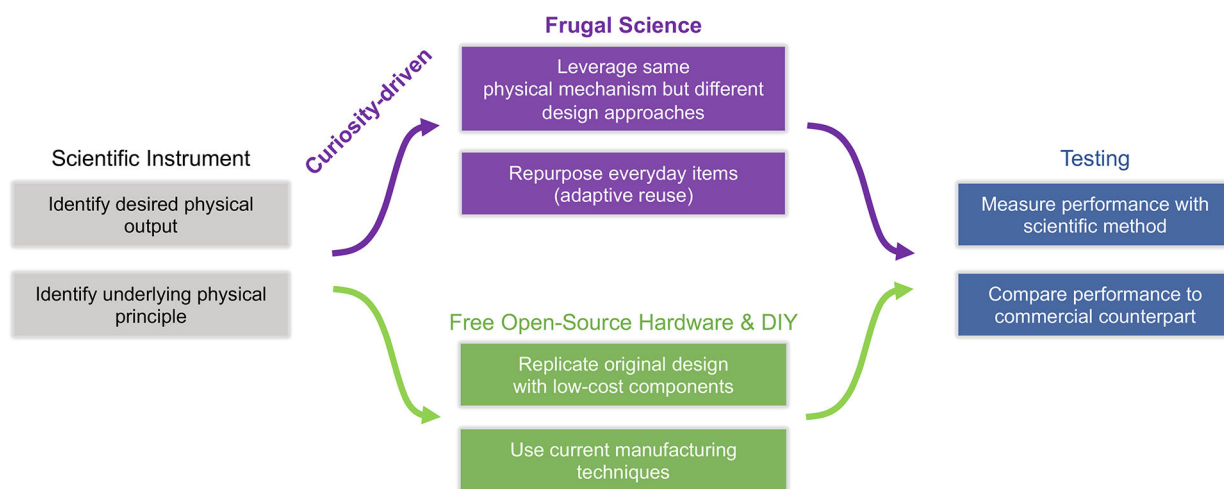 Scientific Instrument
Identify desired physical
output
Identify underlying physical
principle
Curiosity-driven
Frugal Science
Leverage same
physical mechanism but different
design approaches
Repurpose everyday items
(adaptive reuse)
Free Open-Source Hardware & DIY
Replicate original design
with low-cost components
Use current manufacturing
techniques
Testing
Measure performance with
scientific method
Compare performance to
commercial counterpart